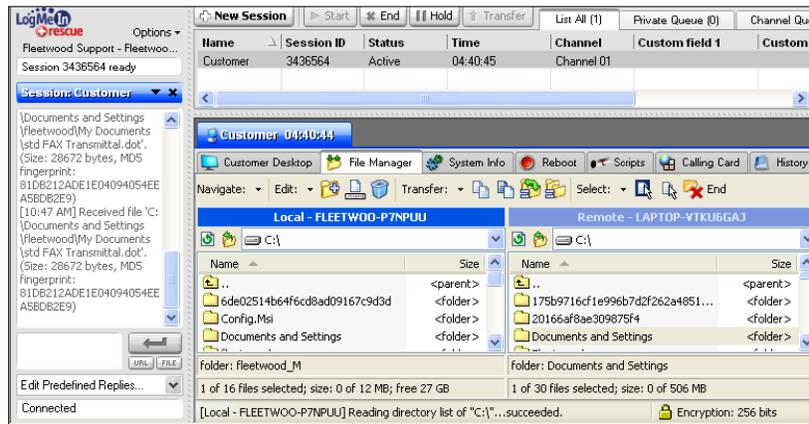 LogMeIn
rescue
Options
Fleetwood Support - Fleetwoo...
Session 3436564 ready
Session: Customer
\Documents and Settings
\fleetwood\My Documents
\std FAX Transmittal.dot'.
(Size: 28672 bytes, MD5
fingerprint:
81DB212ADE1E04094054EE
A5BDB2E9)
[10:47 AM] Received file 'C:
\Documents and Settings
\fleetwood\My Documents
\std FAX Transmittal.dot'.
(Size: 28672 bytes, MD5
fingerprint:
81DB212ADE1E04094054EE
A5BDB2E9)
URL FILE
Edit Predefined Replies...
Connected
New Session Start End Hold Transfer List All (1) Private Queue (0) Channel Qu
Name Session ID Status Time Channel Custom field 1 Custom
Customer 3436564 Active 04:40:45 Channel 01
Customer 04:40:44
Customer Desktop File Manager System Info Reboot Scripts Calling Card History
Navigate: Edit: Transfer: Select: End
Local - FLEETWOO-P7NPUU Remote - LAPTOP-VTKU6GAJ
C:\ C:\
Name Size Name Size
.. <parent> .. <parent>
6de02514b64f6cd8ad09167c9d3d <folder> 175b9716cf1e996b7d2f262a4851... <folder>
Config.Msi <folder> 20166af8ae309875f4 <folder>
Documents and Settings <folder> Documents and Settings <folder>
folder: fleetwood_M folder: Documents and Settings
1 of 16 files selected; size: 0 of 12 MB; free 27 GB 1 of 30 files selected; size: 0 of 506 MB
[Local - FLEETWOO-P7NPUU] Reading directory list of "C:\"...succeeded. Encryption: 256 bits